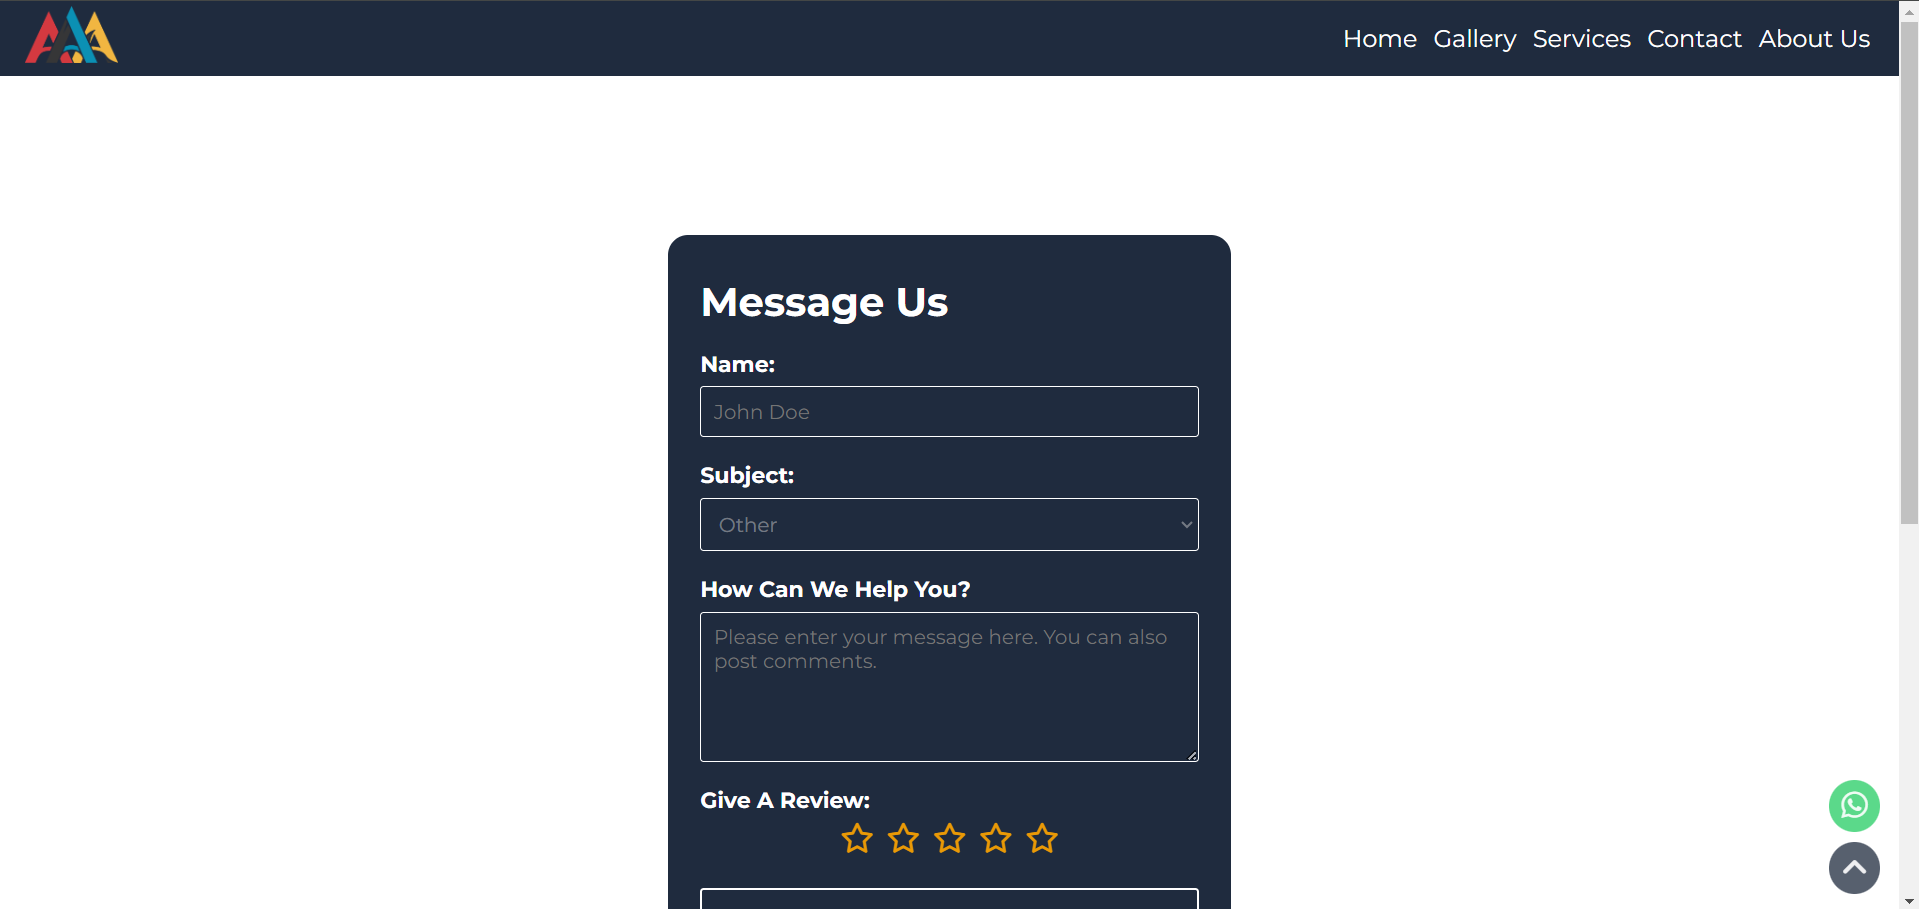 AAA
Home Gallery Services Contact About Us
Message Us
Name:
John Doe
Subject:
Other
How Can We Help You?
Please enter your message here. You can also
post comments.
Give A Review: